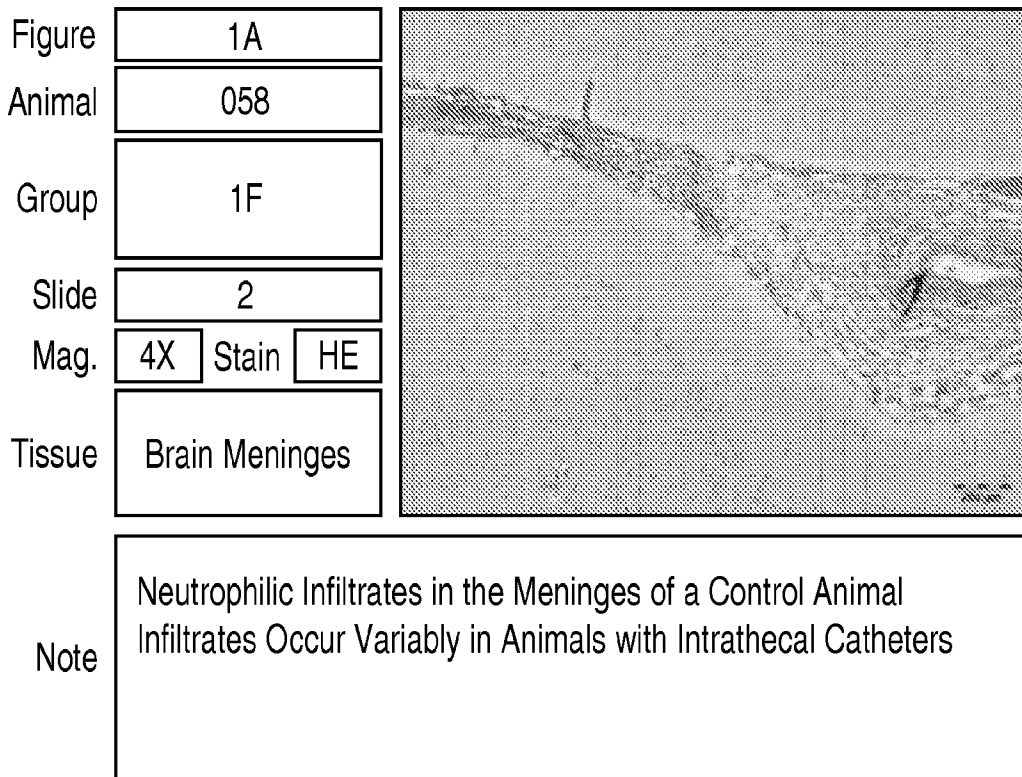 Figure 1A
Animal 058
Group 1F
Slide 2
Mag. 4X Stain HE
Tissue Brain Meninges
Note
Neutrophilic Infiltrates in the Meninges of a Control Animal
Infiltrates Occur Variably in Animals with Intrathecal Catheters